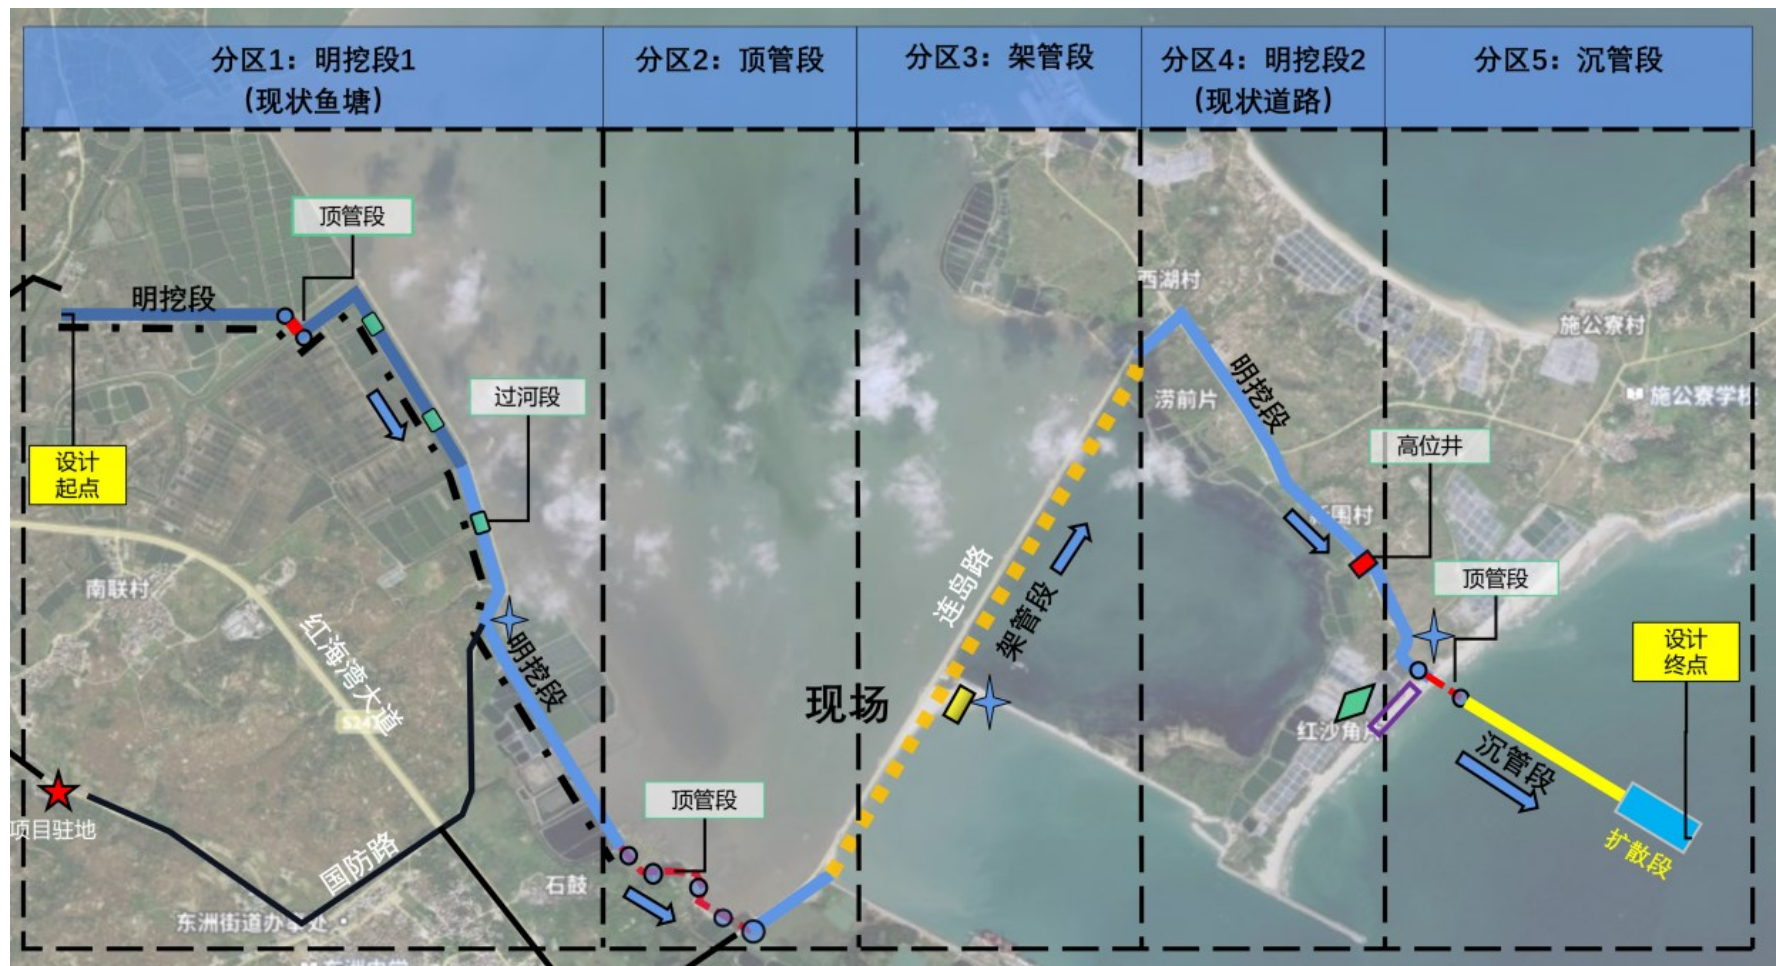 分区1：明挖段1
（现状鱼塘）
分区2：顶管段
分区3：架管段
分区4：明挖段2
（现状道路）
分区5：沉管段
顶管段
明挖段
过河段
设计
起点
南联村
红海湾大道
明挖段
项目驻地
国防路
东洲街道办事处
石鼓
顶管段
现场
连岛路
架管段
西湖村
涝前片
明挖段
施公寮村
施公寮学校
高位井
顶管段
设计
终点
红沙角片
沉管段
扩散段